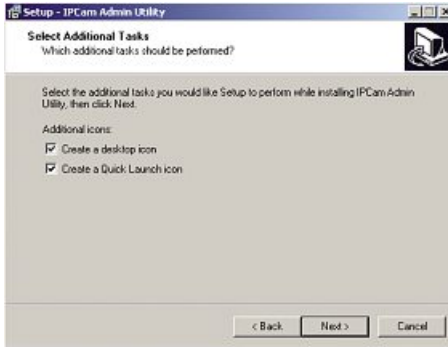 Setup - IPCam Admin Utility
Select Additional Tasks
Which additional tasks should be performed?
Select the additional tasks you would like Setup to perform while installing IPCam Admin
Utility, then click Next.
Additional icons:
Create a desktop icon
Create a Quick Launch icon
< Back
Next >
Cancel